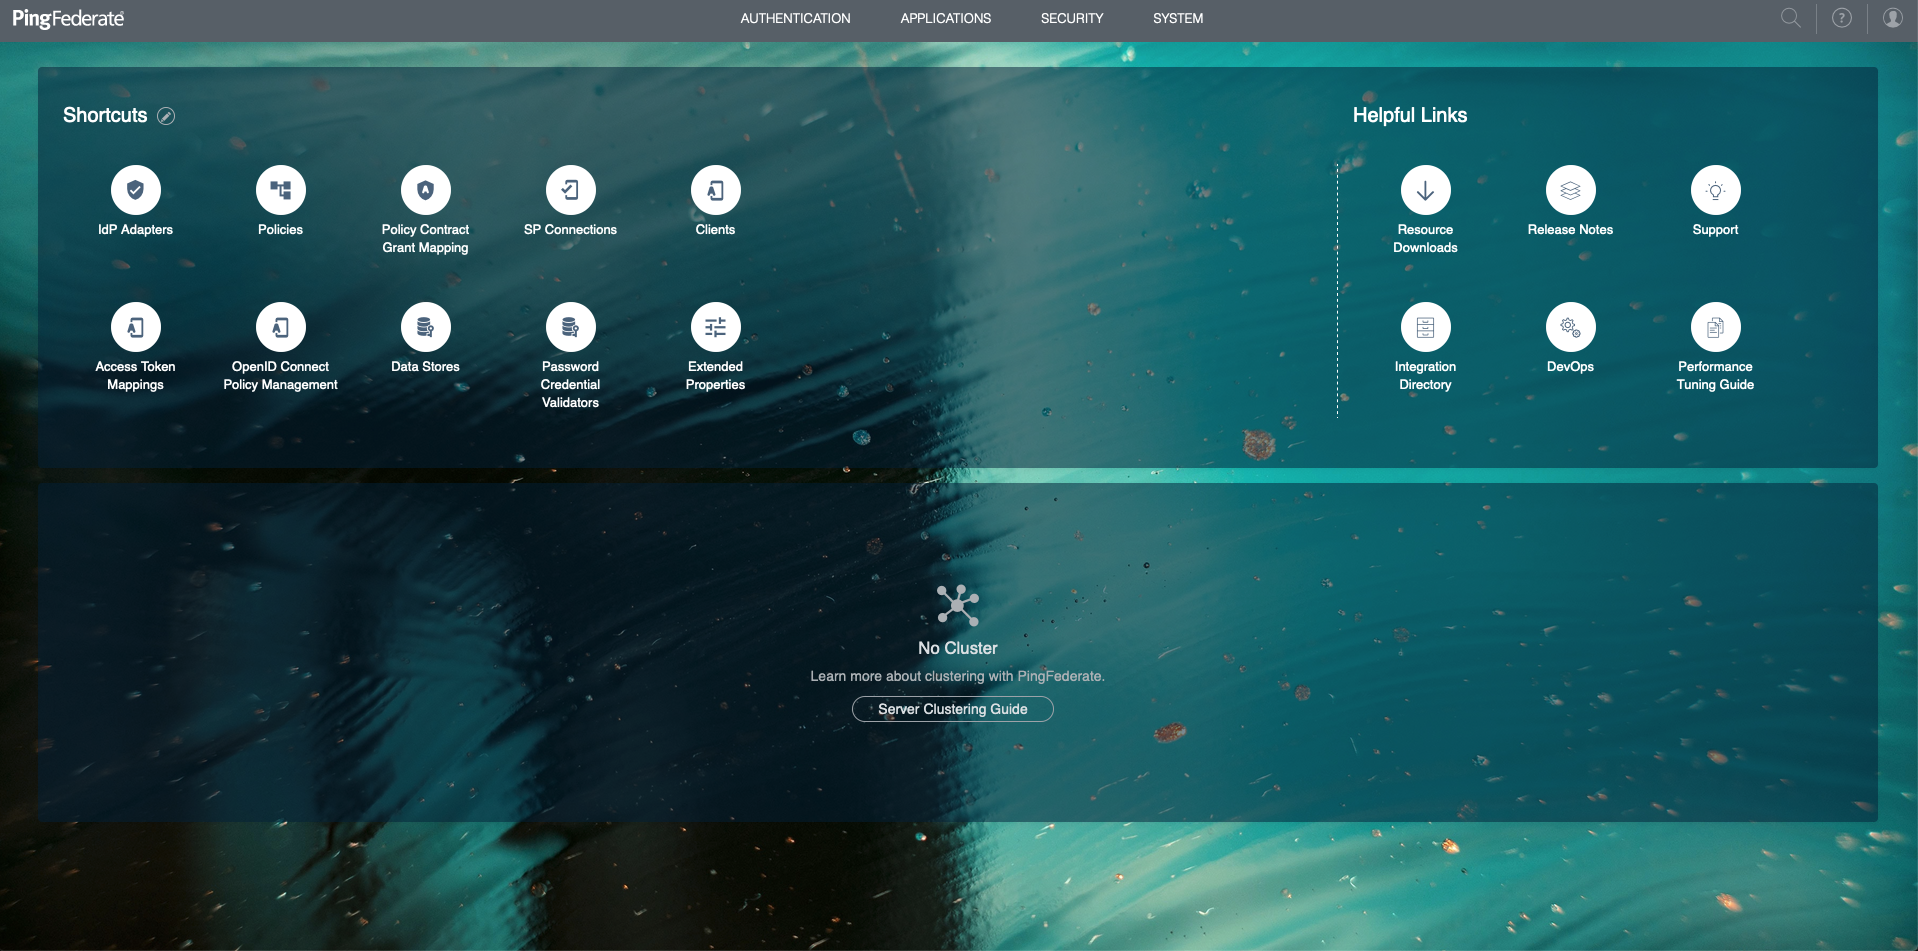 PingFederate
AUTHENTICATION
APPLICATIONS
SECURITY
SYSTEM
?
Shortcuts
IdP Adapters
Policies
Policy Contract
Grant Mapping
SP Connections
Clients
Access Token
Mappings
OpenID Connect
Policy Management
Data Stores
Password
Credential
Validators
Extended
Properties
Helpful Links
Resource
Downloads
Release Notes
Support
Integration
Directory
DevOps
Performance
Tuning Guide
No Cluster
Learn more about clustering with PingFederate.
Server Clustering Guide